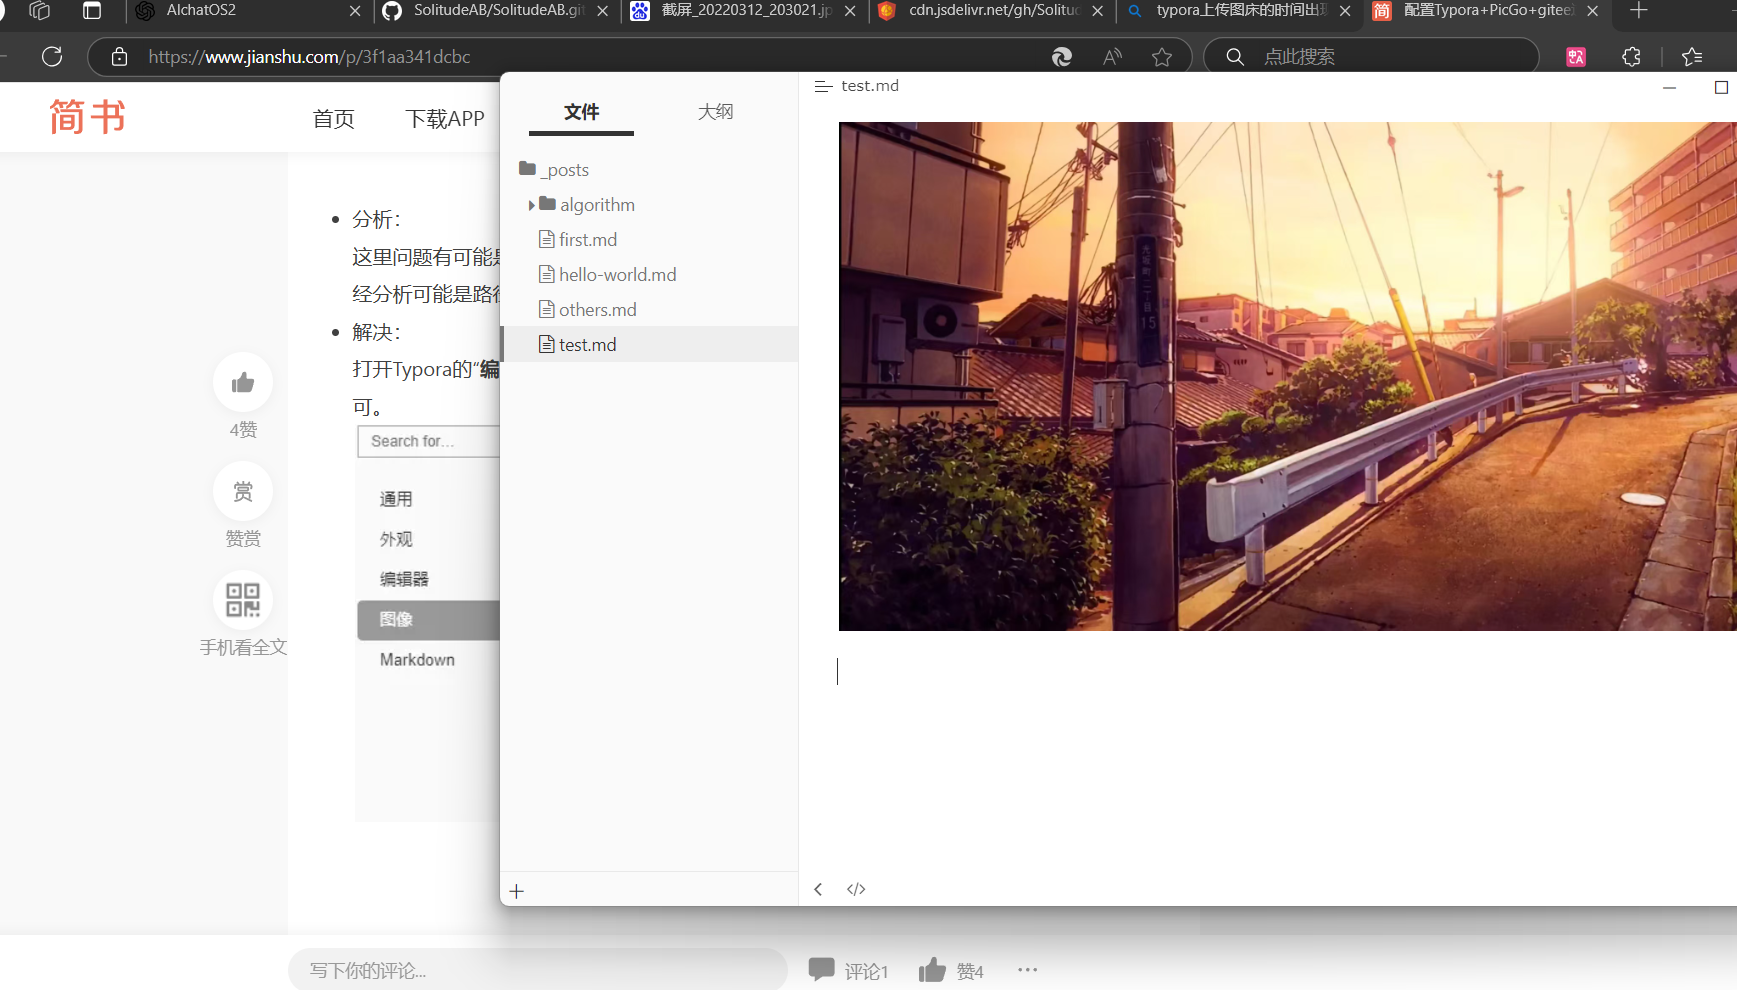 AIchatOS2
SolitudeAB/SolitudeAB.git
截屏_20220312_203021.jp
cdn.jsdelivr.net/gh/Solitud
typora上传图床的时间出现
配置Typora+PicGo+gitee
https://www.jianshu.com/p/3f1aa341dcbc
点此搜索
简书
首页
下载APP
分析：
这里问题有可能是
经分析可能是路径
解决：
打开Typora的“编
可。
4赞
赏
赞赏
手机看全文
Search for...
通用
外观
编辑器
图像
Markdown
文件
大纲
_posts
algorithm
first.md
hello-world.md
others.md
test.md
test.md
15
写下你的评论...
评论1
赞4